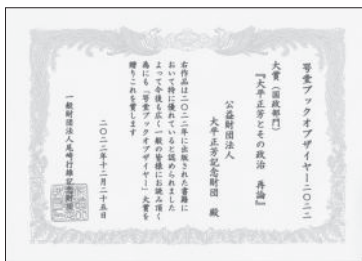 咢堂ブックオブザイヤー二〇二二
大賞（国政部門）
『大平正芳とその政治 再論』
公益財団法人
大平正芳記念財団 殿
右作品は二〇二二年に出版された書籍に
おいて特に優れていると認められました
よって今後も広く一般の皆様にお読み頂く
為にも「咢堂ブックオブザイヤー」大賞を
贈りこれを賞します
二〇二二年十二月二十五日
一般財団法人尾崎行雄記念財団